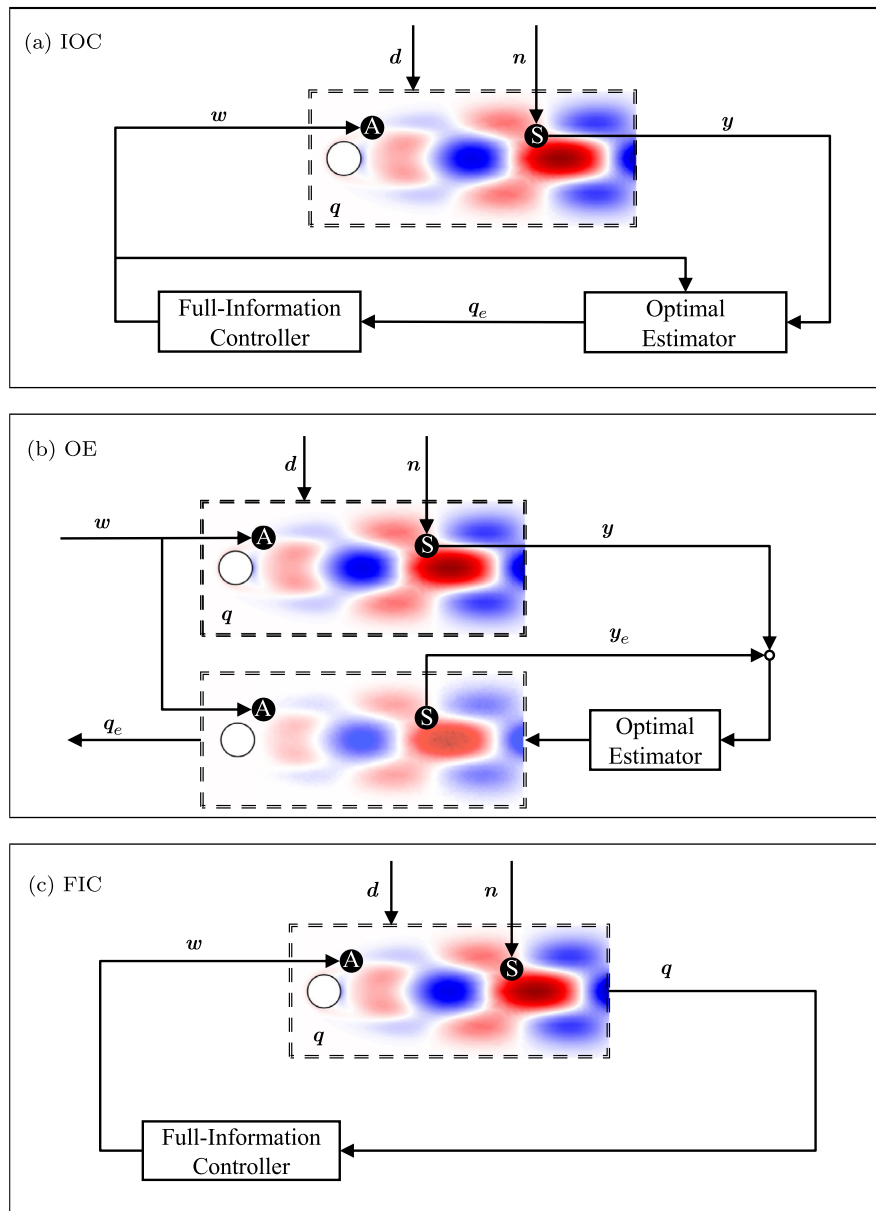 (a) IOC
d
n
w
A
S
y
q
Full-Information
Controller
q_e
Optimal
Estimator
(b) OE
d
n
w
A
S
y
q
y_e
A
S
q_e
Optimal
Estimator
(c) FIC
d
n
w
A
S
q
q
Full-Information
Controller